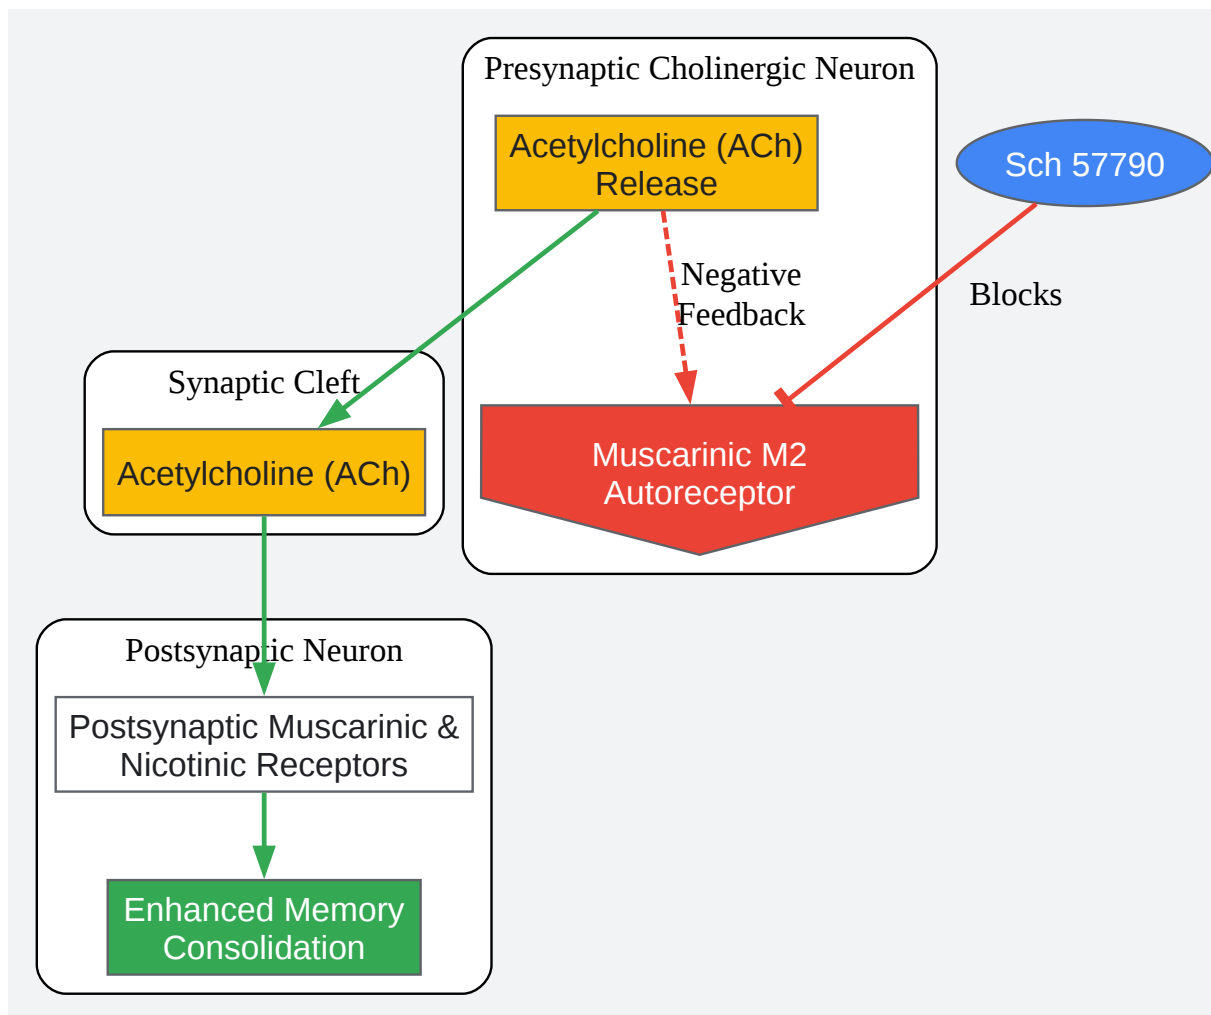 Presynaptic Cholinergic Neuron
Acetylcholine (ACh)
Release
Sch 57790
Negative
Feedback
Blocks
Synaptic Cleft
Acetylcholine (ACh)
Muscarinic M2
Autoreceptor
Postsynaptic Neuron
Postsynaptic Muscarinic &
Nicotinic Receptors
Enhanced Memory
Consolidation